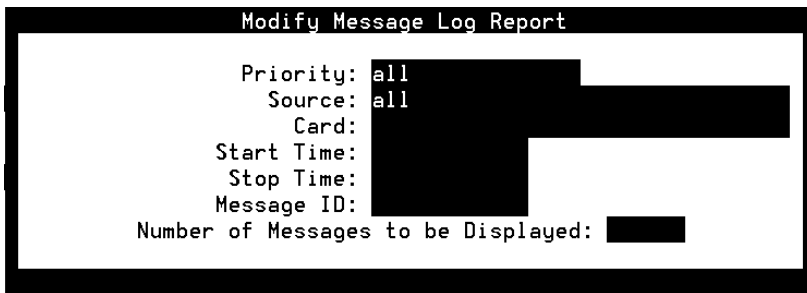 Modify Message Log Report
Priority: all
Source: all
Card:
Start Time:
Stop Time:
Message ID:
Number of Messages to be Displayed: